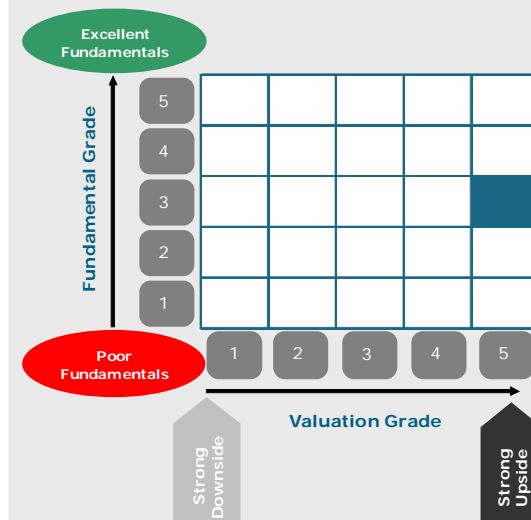 Excellent
Fundamentals
Fundamental Grade
5
4
3
2
1
Poor
Fundamentals
1
2
3
4
5
Valuation Grade
Strong
Downside
Strong
Upside